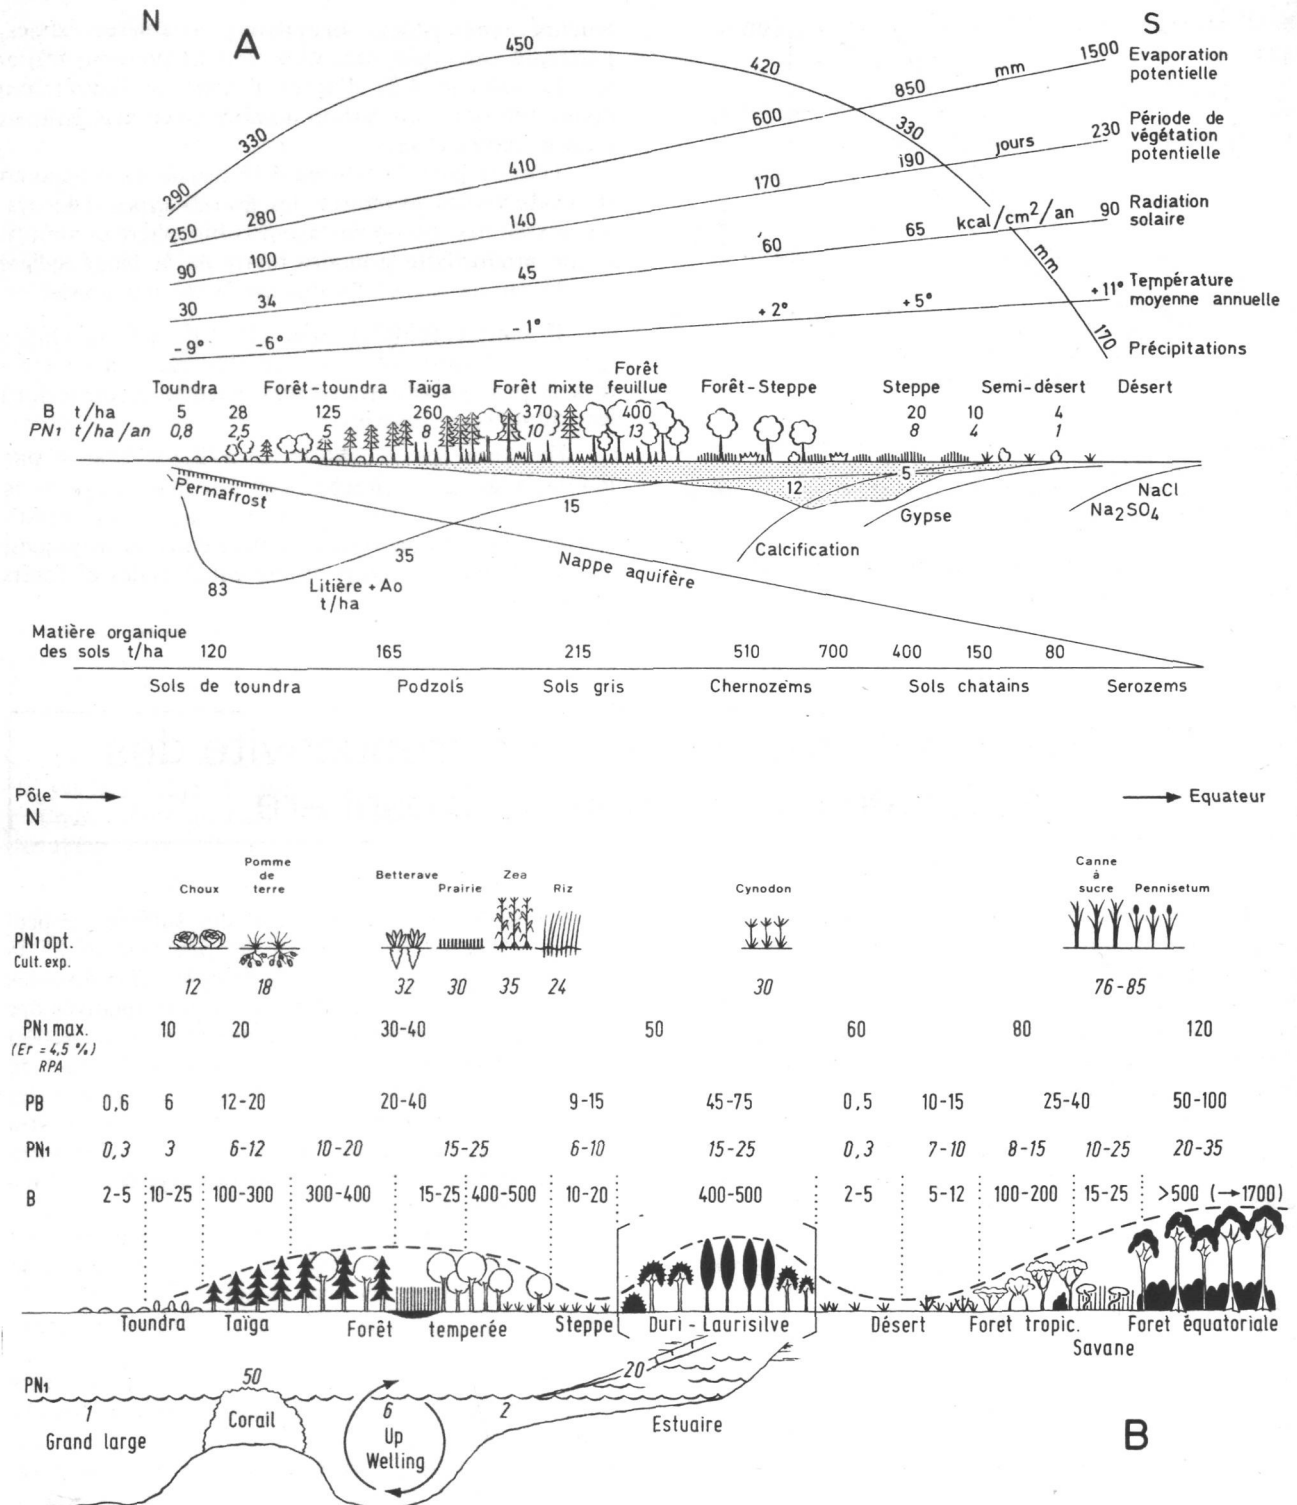 N
A
S
450
420
1500
mm
Evaporation
potentielle
850
330
600
330
Période de
végétation
potentielle
230
jours
410
190
290
280
170
250
140
kcal/cm²/an
90
Radiation
solaire
65
60
100
90
45
mm
+11°
Température
moyenne annuelle
30
34
+5°
+2°
-1°
-6°
-9°
170
Précipitations
Toundra Forêt-toundra Taïga Forêt mixte Forêt feuillue Forêt-Steppe Steppe Semi-désert Désert
B t/ha 5 28 125 260 370 400 20 10 4
PN1 t/ha/an 0,8 2,5 5 8 10 13 8 4 1
Permafrost
5
12
15
NaCl
Na2SO4
Gypse
Calcification
35
Nappe aquifère
83
Litière + Ao
t/ha
Matière organique
des sols t/ha 120 165 215 510 700 400 150 80
Sols de toundra Podzols Sols gris Chernozems Sols chatains Serozems
Pôle
N
Equateur
Choux
Pomme
de
terre
Betterave
Prairie
Zea
Riz
Cynodon
Canne
à
sucre
Pennisetum
PN1 opt.
Cult. exp.
12 18 32 30 35 24 30 76-85
PN1 max. 10 20 30-40 50 60 80 120
(Er = 4,5 %)
RPA
PB 0,6 6 12-20 20-40 9-15 45-75 0,5 10-15 25-40 50-100
PN1 0,3 3 6-12 10-20 15-25 6-10 15-25 0,3 7-10 8-15 10-25 20-35
B 2-5 10-25 100-300 300-400 15-25 400-500 10-20 400-500 2-5 5-12 100-200 15-25 >500 (→1700)
Toundra Taïga Forêt temperée Steppe Duri-Laurisilve Désert Foret tropic. Foret équatoriale
Savane
PN1
50
20
1
6
2
Grand large
Corail
Up
Welling
Estuaire
B